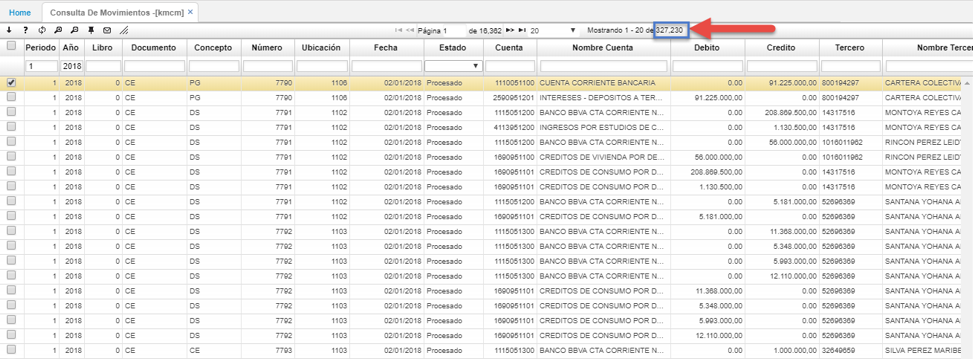 Home Consulta De Movimientos -[kmcm] ×
Página 1 de 16.362 20 Mostrando 1 - 20 de 327.230
Periodo Año Libro Documento Concepto Número Ubicación Fecha Estado Cuenta Nombre Cuenta Debito Credito Tercero Nombre Tercer
1 2018
1 2018 0 CE PG 7790 1106 02/01/2018 Procesado 1110051100 CUENTA CORRIENTE BANCARIA 0.00 91.225.000,00 800194297 CARTERA COLECTIVA
1 2018 0 CE PG 7790 1106 02/01/2018 Procesado 2590951201 INTERESES - DEPOSITOS A TER... 91.225.000,00 0.00 800194297 CARTERA COLECTIVA
1 2018 0 CE DS 7791 1102 02/01/2018 Procesado 1115051200 BANCO BBVA CTA CORRIENTE N... 0.00 208.869.500,00 14317516 MONTOYA REYES CA
1 2018 0 CE DS 7791 1102 02/01/2018 Procesado 4113951200 INGRESOS POR ESTUDIOS DE C... 0.00 1.130.500,00 14317516 MONTOYA REYES CA
1 2018 0 CE DS 7791 1102 02/01/2018 Procesado 1115051200 BANCO BBVA CTA CORRIENTE N... 0.00 56.000.000,00 1016011962 RINCON PEREZ LEID
1 2018 0 CE DS 7791 1102 02/01/2018 Procesado 1690951100 CREDITOS DE VIVIENDA POR DE... 56.000.000,00 0.00 1016011962 RINCON PEREZ LEIDY
1 2018 0 CE DS 7791 1102 02/01/2018 Procesado 1690951101 CREDITOS DE CONSUMO POR D... 208.869.500,00 0.00 14317516 MONTOYA REYES CA
1 2018 0 CE DS 7791 1102 02/01/2018 Procesado 1690951101 CREDITOS DE CONSUMO POR D... 1.130.500,00 0.00 14317516 MONTOYA REYES CA
1 2018 0 CE DS 7791 1102 02/01/2018 Procesado 1115051200 BANCO BBVA CTA CORRIENTE N... 0.00 5.181.000,00 52696369 SANTANA YOHANA A
1 2018 0 CE DS 7791 1102 02/01/2018 Procesado 1690951101 CREDITOS DE CONSUMO POR D... 5.181.000,00 0.00 52696369 SANTANA YOHANA A
1 2018 0 CE DS 7792 1103 02/01/2018 Procesado 1115051300 BANCO BBVA CTA CORRIENTE N... 0.00 11.368.000,00 52696369 SANTANA YOHANA A
1 2018 0 CE DS 7792 1103 02/01/2018 Procesado 1115051300 BANCO BBVA CTA CORRIENTE N... 0.00 5.348.000,00 52696369 SANTANA YOHANA A
1 2018 0 CE DS 7792 1103 02/01/2018 Procesado 1115051300 BANCO BBVA CTA CORRIENTE N... 0.00 5.993.000,00 52696369 SANTANA YOHANA A
1 2018 0 CE DS 7792 1103 02/01/2018 Procesado 1115051300 BANCO BBVA CTA CORRIENTE N... 0.00 12.110.000,00 52696369 SANTANA YOHANA A
1 2018 0 CE DS 7792 1103 02/01/2018 Procesado 1690951101 CREDITOS DE CONSUMO POR D... 11.368.000,00 0.00 52696369 SANTANA YOHANA A
1 2018 0 CE DS 7792 1103 02/01/2018 Procesado 1690951101 CREDITOS DE CONSUMO POR D... 5.348.000,00 0.00 52696369 SANTANA YOHANA A
1 2018 0 CE DS 7792 1103 02/01/2018 Procesado 1690951101 CREDITOS DE CONSUMO POR D... 5.993.000,00 0.00 52696369 SANTANA YOHANA A
1 2018 0 CE DS 7792 1103 02/01/2018 Procesado 1690951101 CREDITOS DE CONSUMO POR D... 12.110.000,00 0.00 52696369 SANTANA YOHANA A
1 2018 0 CE CE 7793 1103 02/01/2018 Procesado 1115051300 BANCO BBVA CTA CORRIENTE N... 0.00 1.000.000,00 32649659 SILVA PEREZ MARIBE